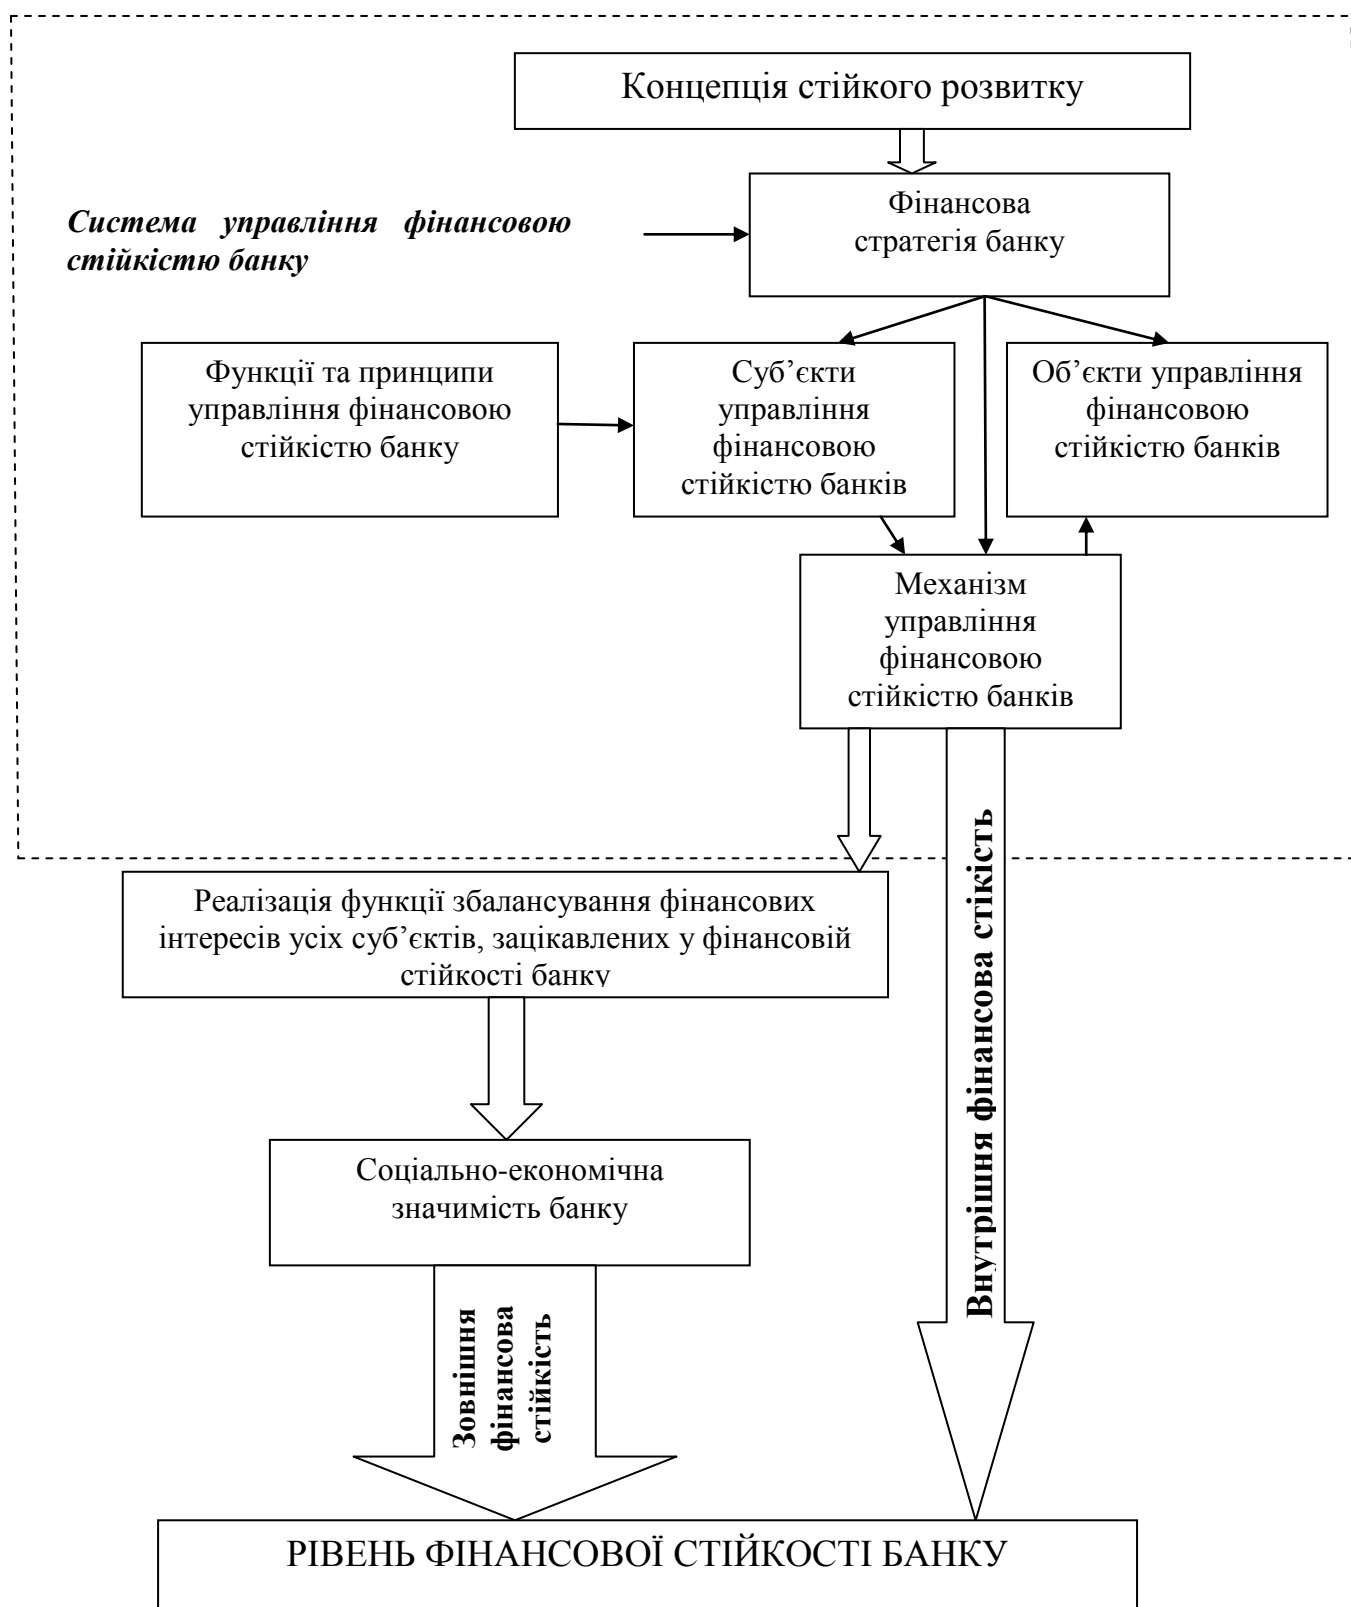 Концепція стійкого розвитку
Фінансова
стратегія банку
Система управління фінансовою
стійкістю банку
Функції та принципи
управління фінансовою
стійкістю банку
Суб’єкти
управління
фінансовою
стійкістю банків
Об’єкти управління
фінансовою
стійкістю банків
Механізм
управління
фінансовою
стійкістю банків
Реалізація функції збалансування фінансових
інтересів усіх суб’єктів, зацікавлених у фінансовій
стійкості банку
Внутрішня фінансова стікість
Соціально-економічна
значимість банку
Зовнішня
фінансова
стійкість
РІВЕНЬ ФІНАНСОВОЇ СТІЙКОСТІ БАНКУ